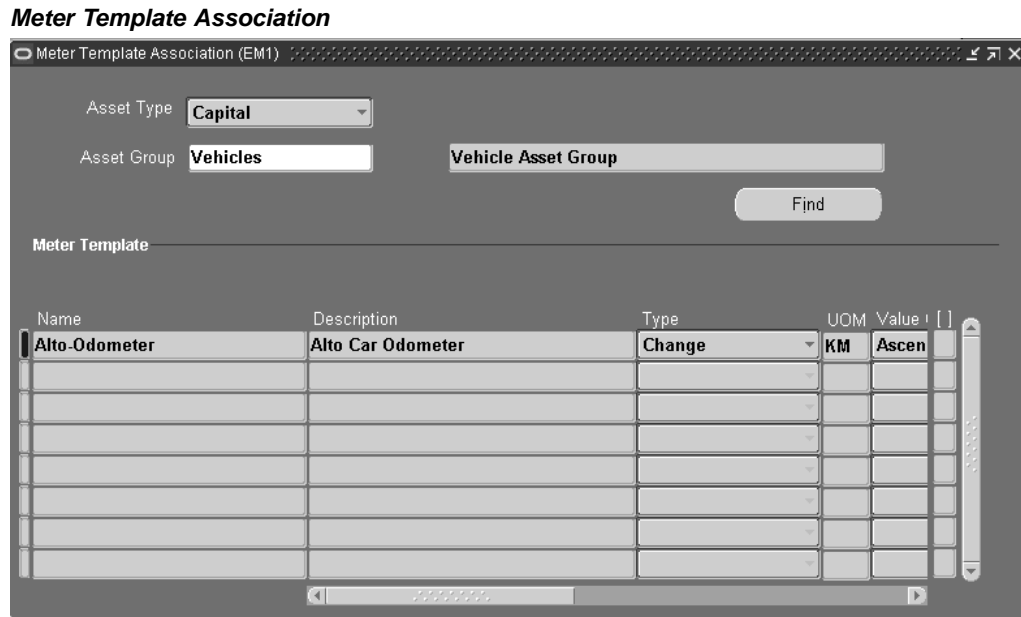 Meter Template Association
Meter Template Association (EM1)
Asset Type Capital
Asset Group Vehicles Vehicle Asset Group
Find
Meter Template
Name Description Type UOM Value [ ]
Alto-Odometer Alto Car Odometer Change KM Ascen